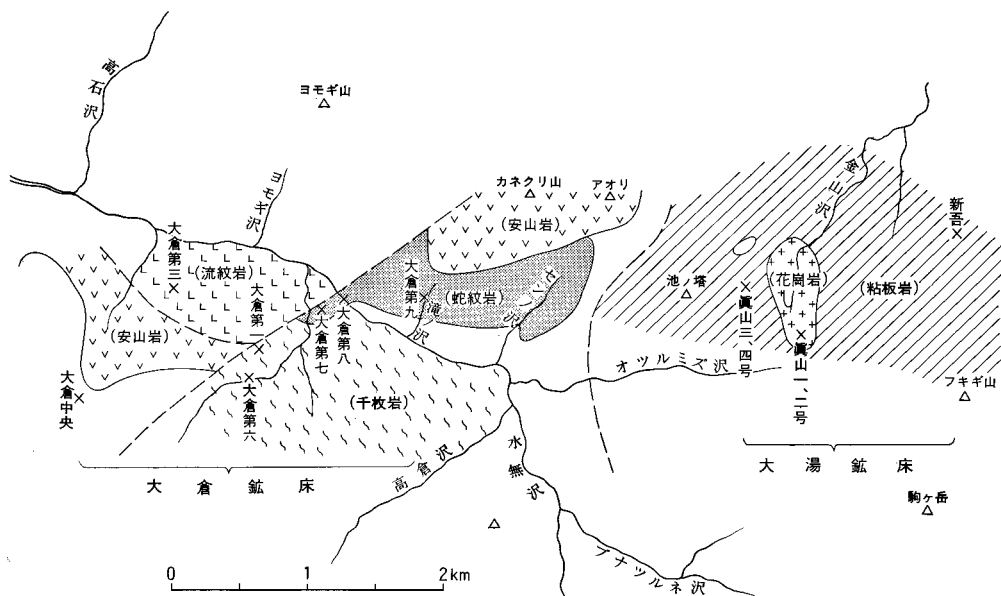 高石沢
ヨモギ山
ヨモギ沢
カネクリ山
アオリ
(安山岩)
金山沢
新吾
大倉第三
(流紋岩)
大倉第一
大倉第九
滝ノ沢
(蛇紋岩)
セン沢
池ノ塔
(花崗岩)
(粘板岩)
眞山三、四号
眞山一、二号
(安山岩)
大倉第七
大倉第八
大倉中央
大倉第六
(千枚岩)
オツルミズ沢
フキギ山
大倉鉱床
高倉沢
水無沢
大湯鉱床
駒ヶ岳
ブナツルネ沢
0 1 2km